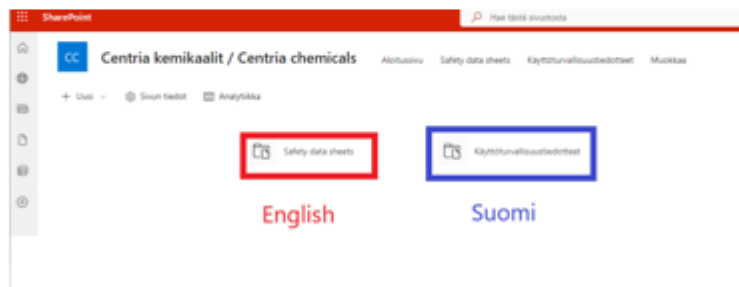 SharePoint
Hae tästä sivustosta
CC
Centria kemikaalit / Centria chemicals
Aloitussivu
Safety data sheets
Käyttöturvallisuustiedotteet
Muokkaa
+ Uusi
Sivun tiedot
Analytiikka
Safety data sheets
Käyttöturvallisuustiedotteet
English
Suomi